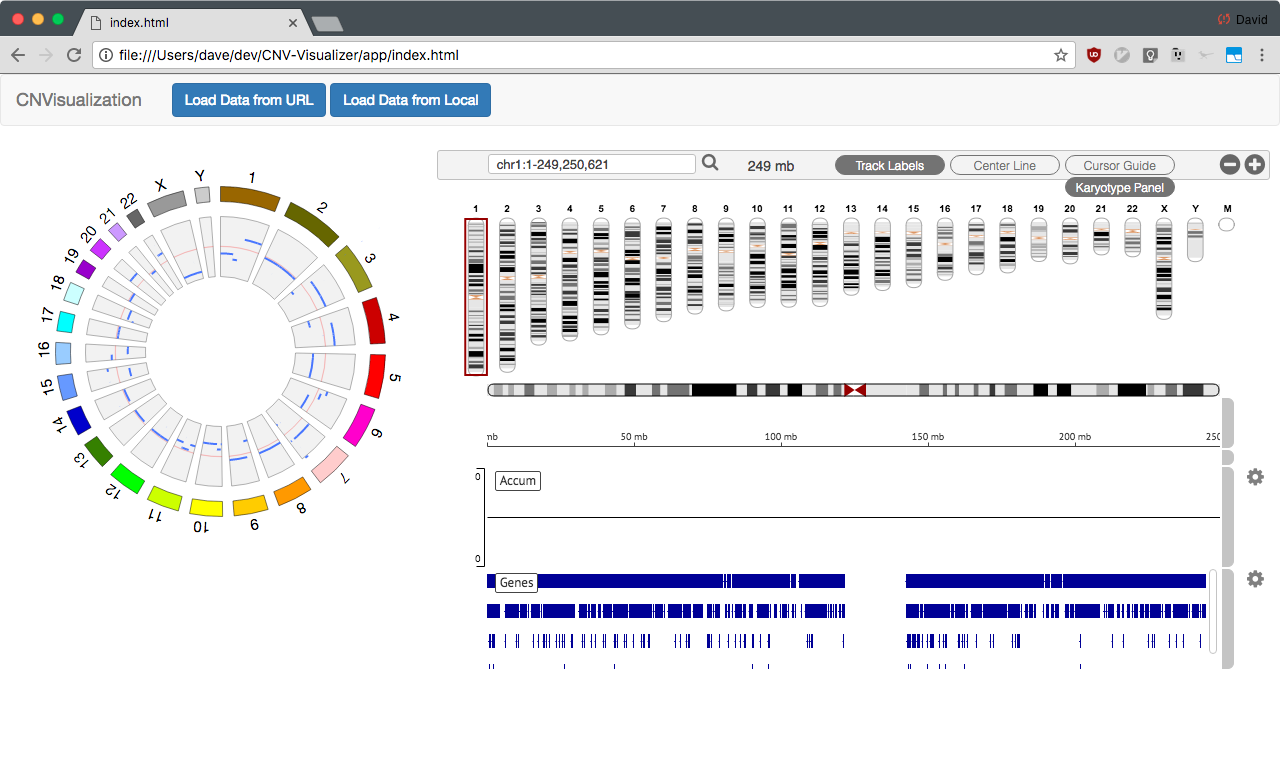 index.html
David
file:///Users/dave/dev/CNV-Visualizer/app/index.html
CNVisualization
Load Data from URL
Load Data from Local
chr1:1-249,250,621
249 mb
Track Labels
Center Line
Cursor Guide
Karyotype Panel
1 2 3 4 5 6 7 8 9 10 11 12 13 14 15 16 17 18 19 20 21 22 X Y
1 2 3 4 5 6 7 8 9 10 11 12 13 14 15 16 17 18 19 20 21 22 X Y M
mb 50 mb 100 mb 150 mb 200 mb 250
0
Accum
0
Genes